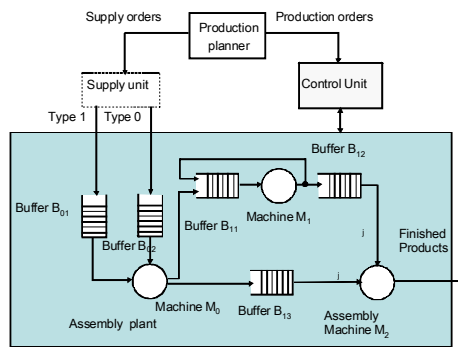 Supply orders
Production orders
Production
planner
Supply unit
Control Unit
Type 1
Type 0
Buffer B12
Buffer B01
Buffer B02
Buffer B11
Machine M1
j
Finished
Products
j
Machine M0
Assembly plant
Buffer B13
Assembly
Machine M2